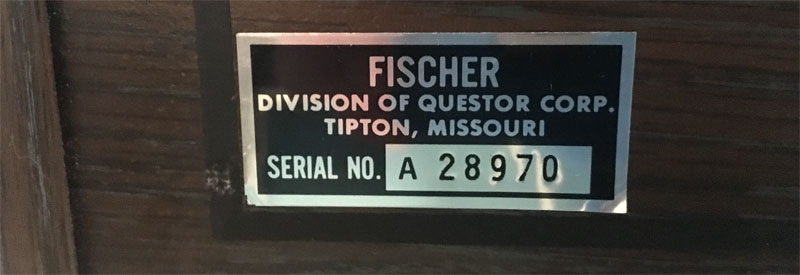 FISCHER
DIVISION OF QUESTOR CORP.
TIPTON, MISSOURI
SERIAL NO. A 28970